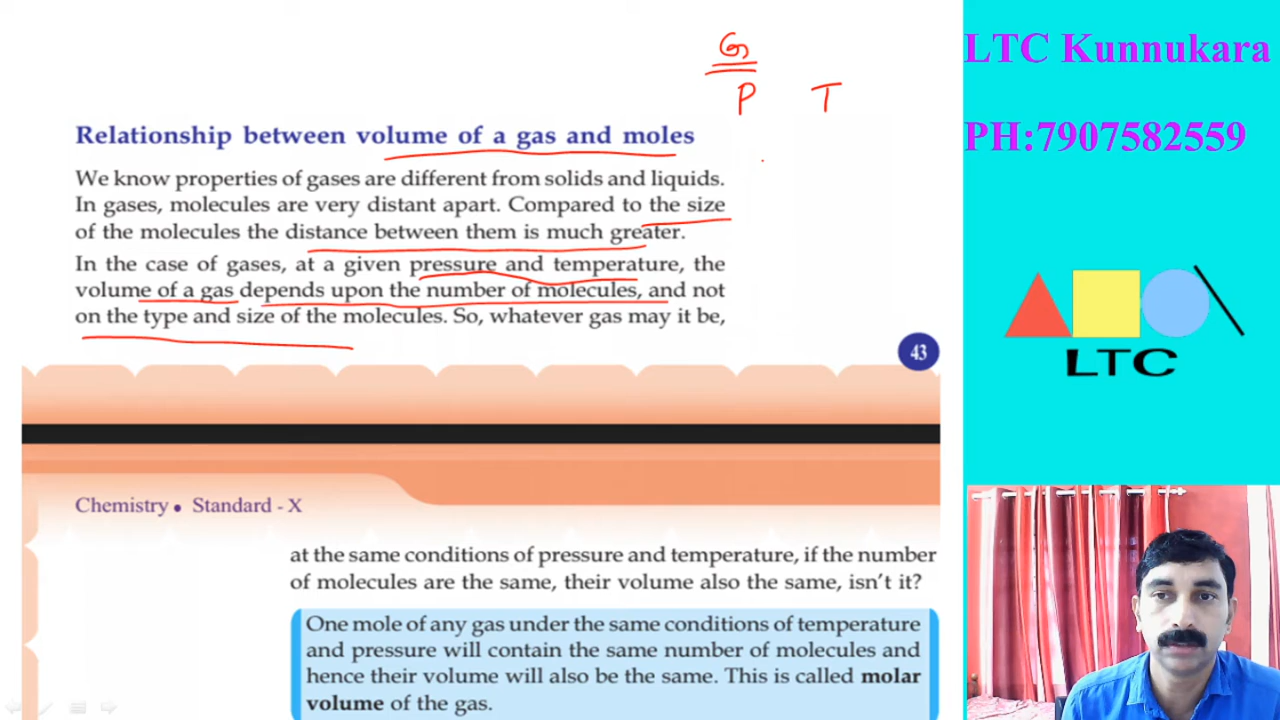 G
P T
Relationship between volume of a gas and moles
We know properties of gases are different from solids and liquids.
In gases, molecules are very distant apart. Compared to the size
of the molecules the distance between them is much greater.
In the case of gases, at a given pressure and temperature, the
volume of a gas depends upon the number of molecules, and not
on the type and size of the molecules. So, whatever gas may it be,
43
Chemistry • Standard - X
at the same conditions of pressure and temperature, if the number
of molecules are the same, their volume also the same, isn't it?
One mole of any gas under the same conditions of temperature
and pressure will contain the same number of molecules and
hence their volume will also be the same. This is called molar
volume of the gas.
LTC Kunnukara
PH:7907582559
LTC